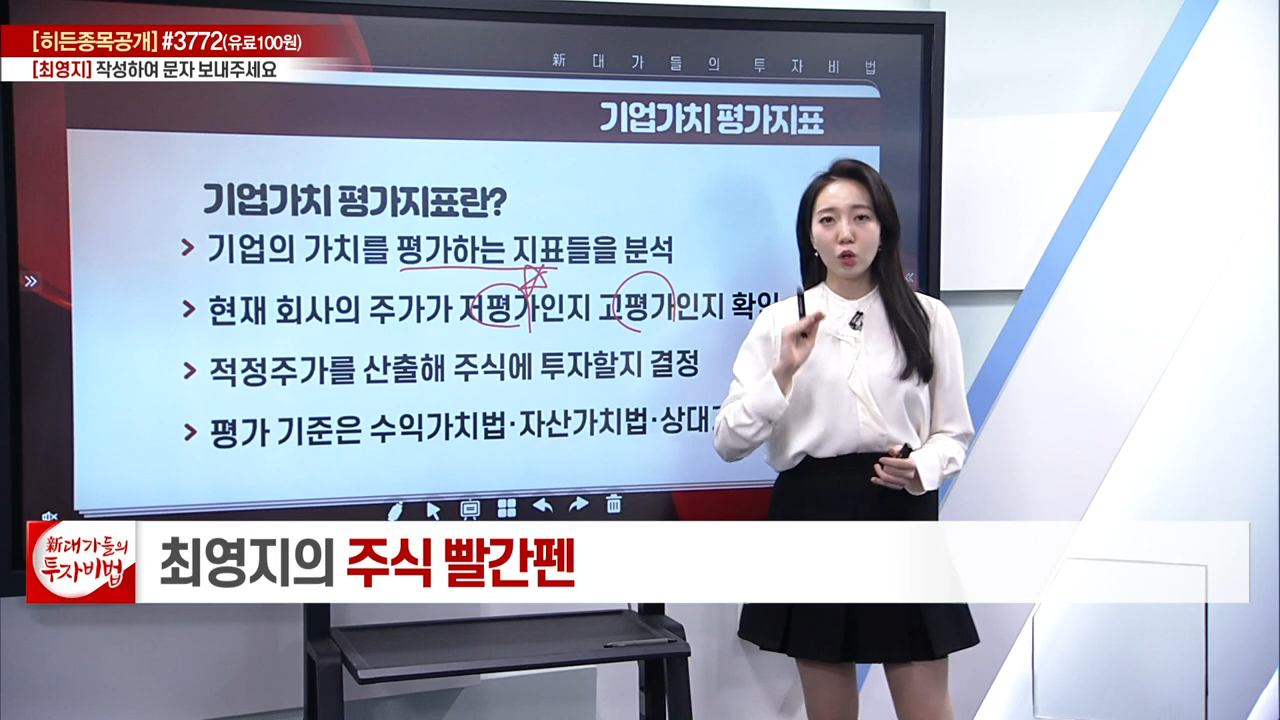 [히든종목공개] #3772(유료100원)
[최영지] 작성하여 문자 보내주세요
新 대 가 들 의 투 자 비 법
기업가치 평가지표
기업가치 평가지표란?
> 기업의 가치를 평가하는 지표들을 분석
> 현재 회사의 주가가 저평가인지 고평가인지 확인
> 적정주가를 산출해 주식에 투자할지 결정
> 평가 기준은 수익가치법·자산가치법·상대
新대가들의
투자비법
최영지의 주식 빨간펜